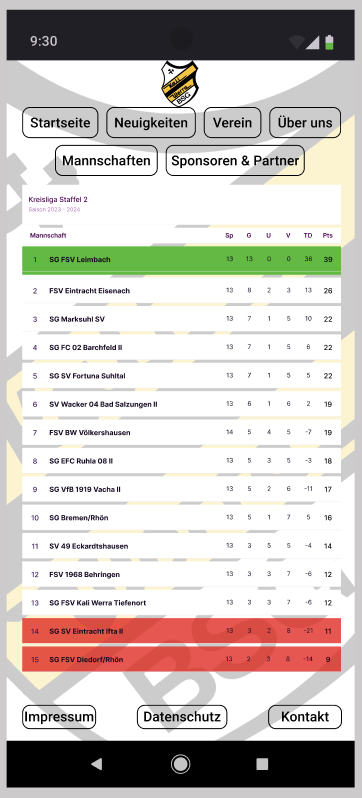 9:30
BSG
Startseite Neuigkeiten Verein Über uns
Mannschaften Sponsoren & Partner
Kreisliga Staffel 2
Saison 2023 - 2024
Mannschaft Sp G U V TD Pts
1 SG FSV Leimbach 13 13 0 0 36 39
2 FSV Eintracht Eisenach 13 8 2 3 13 26
3 SG Marksuhl SV 13 7 1 5 10 22
4 SG FC 02 Barchfeld II 13 7 1 5 6 22
5 SG SV Fortuna Suhltal 13 7 1 5 5 22
6 SV Wacker 04 Bad Salzungen II 13 6 1 6 2 19
7 FSV BW Völkershausen 14 5 4 5 -7 19
8 SG EFC Ruhla 08 II 13 5 3 5 -3 18
9 SG VfB 1919 Vacha II 13 5 2 6 -11 17
10 SG Bremen/Rhön 13 5 1 7 5 16
11 SV 49 Eckardtshausen 13 3 5 5 -4 14
12 FSV 1968 Behringen 13 3 3 7 -6 12
13 SG FSV Kali Werra Tiefenort 13 3 3 7 -6 12
14 SG SV Eintracht Ifta II 13 3 2 8 -21 11
15 SG FSV Diedorf/Rhön 13 2 3 8 -14 9
Impressum Datenschutz Kontakt